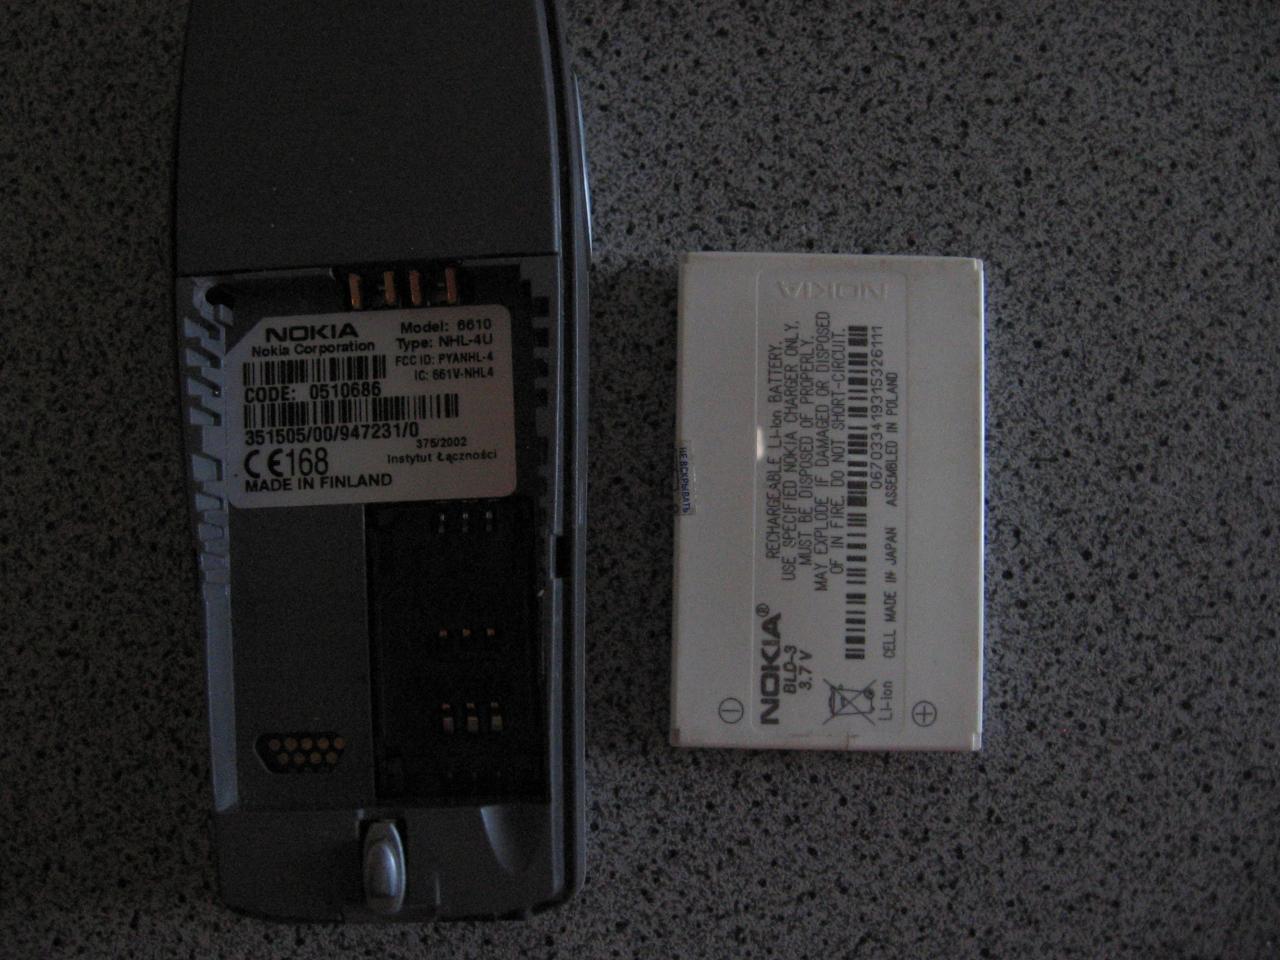 NOKIA
Nokia Corporation
Model: 6610
Type: NHL-4U
FCC ID: PYANHL-4
IC: 661V-NHL4
CODE: 0510686
351505/00/947231/0
375/2002
Instytut Łączności
CE168
MADE IN FINLAND
NOKIA
NOKIA®
BLD-3
3.7 V
RECHARGEABLE Li-Ion BATTERY.
USE SPECIFIED NOKIA CHARGER ONLY.
MUST BE DISPOSED OF PROPERLY.
MAY EXPLODE IF DAMAGED OR DISPOSED
OF IN FIRE. DO NOT SHORT-CIRCUIT.
067033419315326111
Li-Ion
CELL MADE IN JAPAN ASSEMBLED IN POLAND
НЕ ВСКРЫВАТЬ